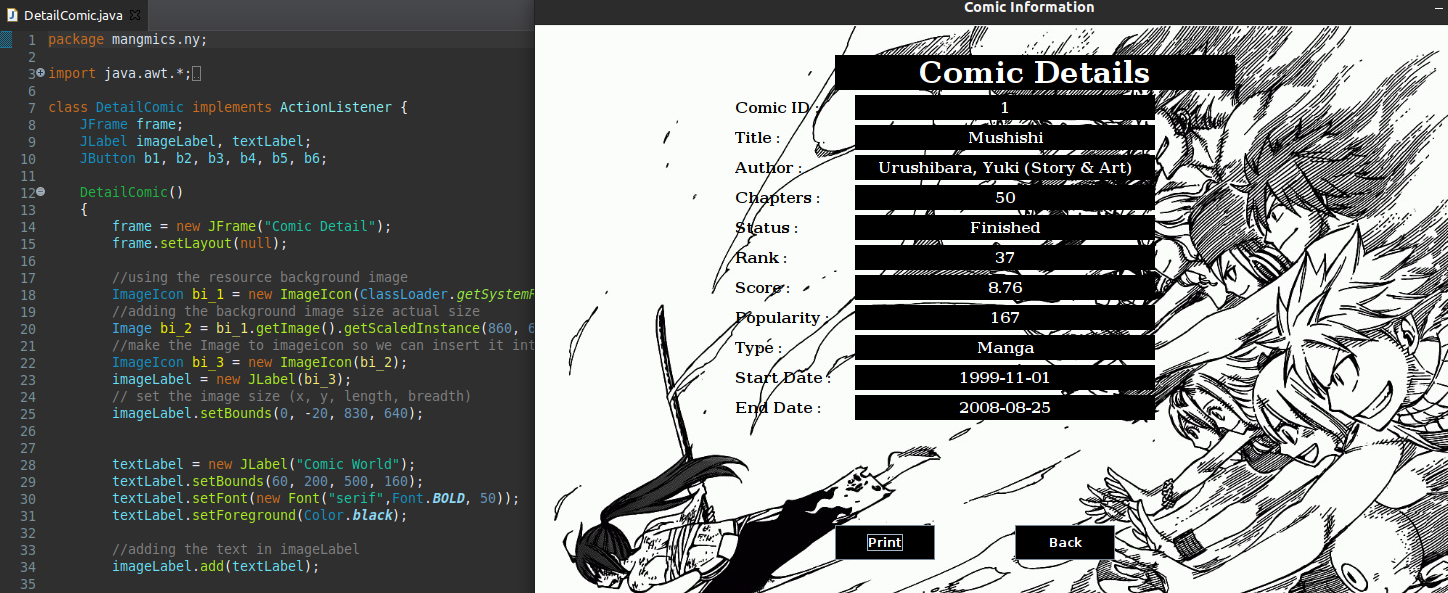 DetailComic.java
1 package mangmics.ny;
2
3 import java.awt.*;
6
7 class DetailComic implements ActionListener {
8 JFrame frame;
9 JLabel imageLabel, textLabel;
10 JButton b1, b2, b3, b4, b5, b6;
11
12 DetailComic()
13 {
14 frame = new JFrame("Comic Detail");
15 frame.setLayout(null);
16
17 //using the resource background image
18 ImageIcon bi_1 = new ImageIcon(ClassLoader.getSystemR
19 //adding the background image size actual size
20 Image bi_2 = bi_1.getImage().getScaledInstance(860, 6
21 //make the Image to imageicon so we can insert it int
22 ImageIcon bi_3 = new ImageIcon(bi_2);
23 imageLabel = new JLabel(bi_3);
24 // set the image size (x, y, length, breadth)
25 imageLabel.setBounds(0, -20, 830, 640);
26
27
28 textLabel = new JLabel("Comic World");
29 textLabel.setBounds(60, 200, 500, 160);
30 textLabel.setFont(new Font("serif",Font.BOLD, 50));
31 textLabel.setForeground(Color.black);
32
33 //adding the text in imageLabel
34 imageLabel.add(textLabel);
35
Comic Information
Comic Details
Comic ID : 1
Title : Mushishi
Author : Urushibara, Yuki (Story & Art)
Chapters : 50
Status : Finished
Rank : 37
Score : 8.76
Popularity : 167
Type : Manga
Start Date : 1999-11-01
End Date : 2008-08-25
Print Back